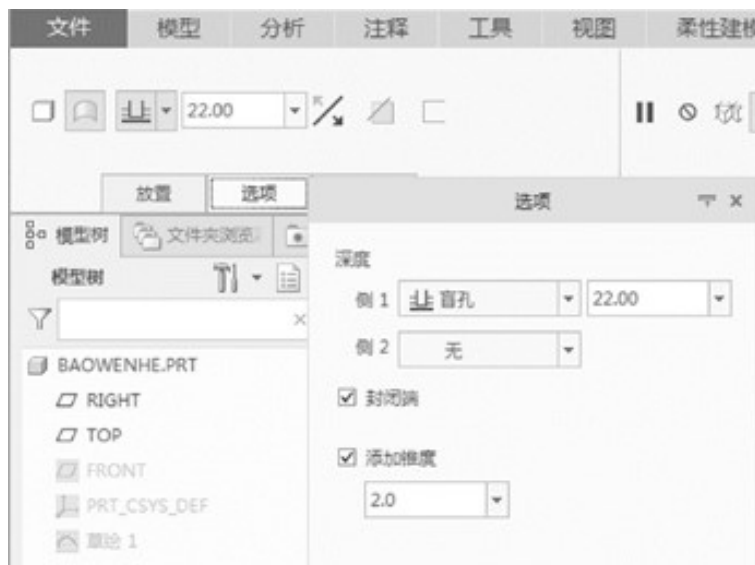 文件 模型 分析 注释 工具 视图 柔性建模
22.00
放置 选项
选项
模型树 文件夹浏览
模型树
深度
侧 1 盲孔 22.00
侧 2 无
封闭端
添加锥度
2.0
BAOWENHE.PRT
RIGHT
TOP
FRONT
PRT_CSYS_DEF
草绘 1